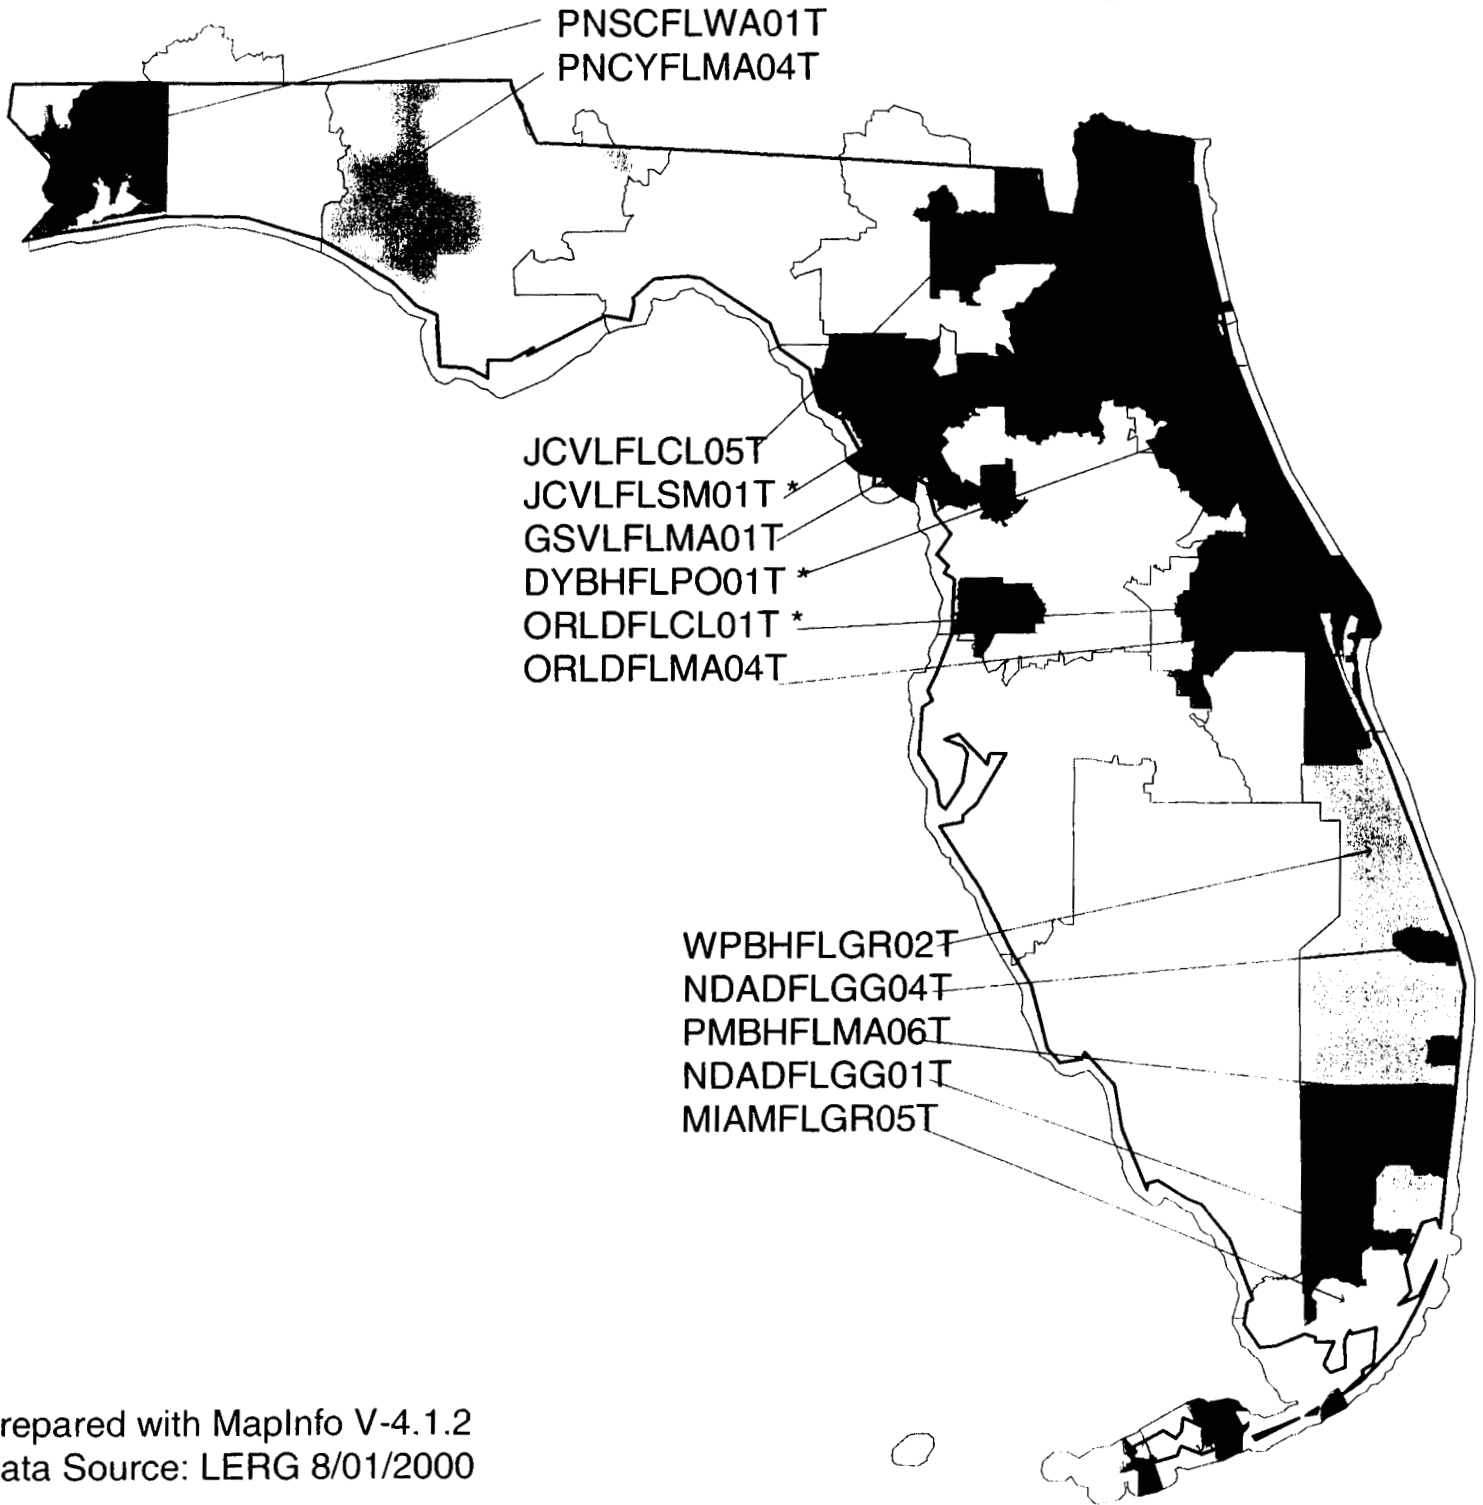 PNSCFLWA01T
PNCYFLMA04T
JCVLFLCL05T
JCVLFLSM01T *
GSVLFLMA01T
DYBHFLPO01T *
ORLDFLCL01T *
ORLDFLMA04T
WPBHFLGR02T
NDADFLGG04T
PMBHFLMA06T
NDADFLGG01T
MIAMFLGR05T
repared with MapInfo V-4.1.2
ata Source: LERG 8/01/2000